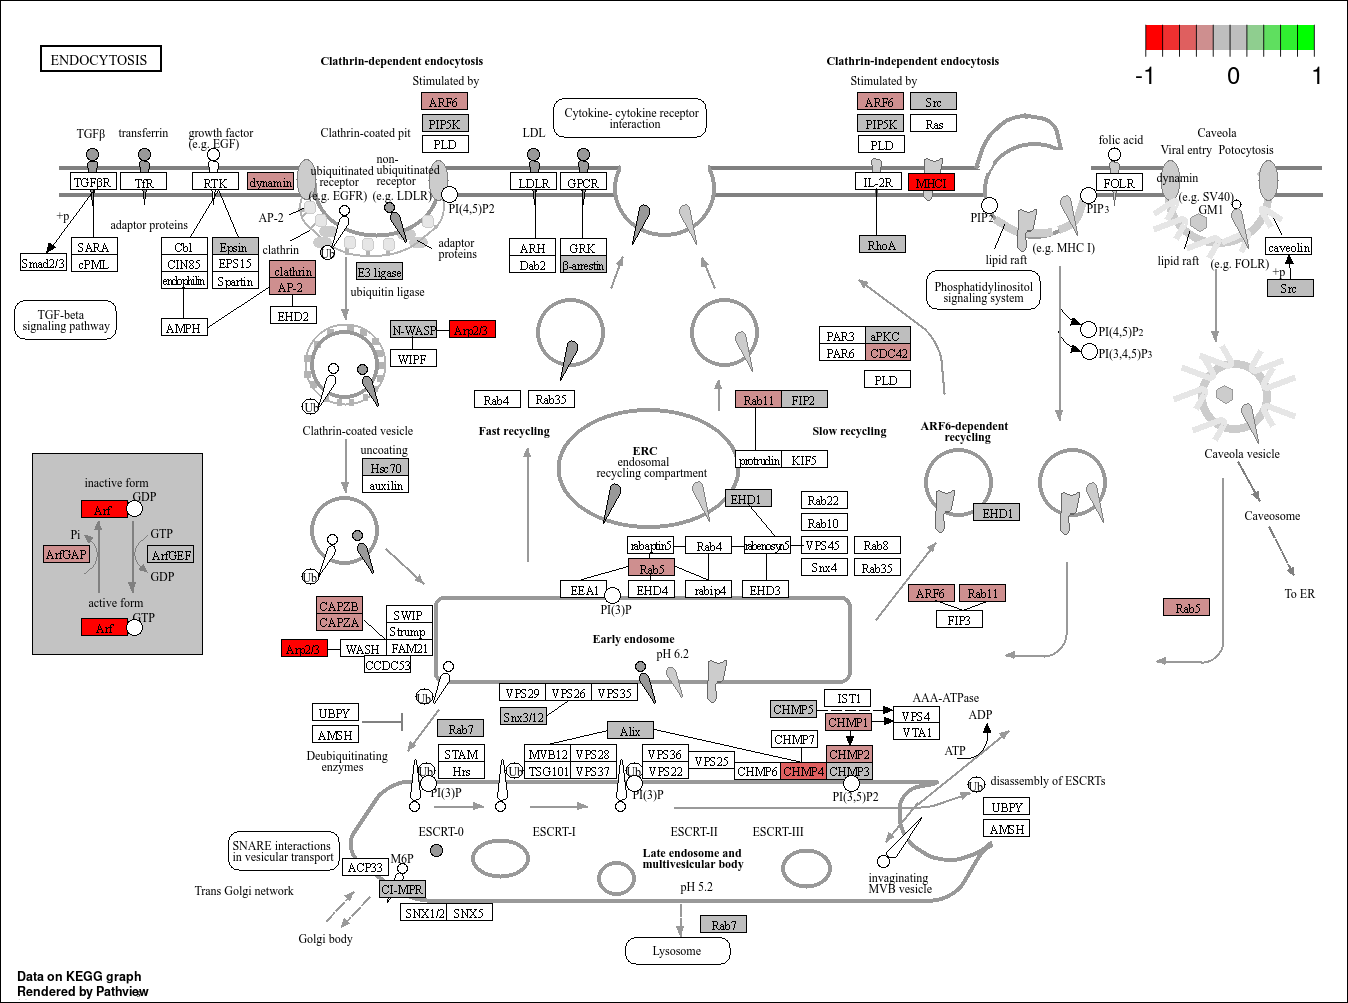 ENDOCYTOSIS
-1
0
1
Clathrin-dependent endocytosis
Stimulated by
ARF6
PIP5K
PLD
Clathrin-independent endocytosis
Stimulated by
ARF6
Src
PIP5K
Ras
PLD
Cytokine- cytokine receptor
interaction
TGFβ
transferrin
growth factor
(e.g. EGF)
Clathrin-coated pit
LDL
folic acid
Caveola
Viral entry
Potocytosis
TGFβR
TfR
RTK
dynamin
ubiquitinated
receptor
(e.g. EGFR)
non-
ubiquitinated
receptor
(e.g. LDLR)
PI(4,5)P2
LDLR
GPCR
IL-2R
MHCI
PIP2
PIP3
FOLR
dynamin
(e.g. SV40)
GM1
+p
adaptor proteins
AP-2
clathrin
Ub
adaptor
proteins
Smad2/3
SARA
cPML
Cbl
CIN85
endophilin
AMPH
Epsin
EPS15
Spartin
clathrin
AP-2
EHD2
E3 ligase
ubiquitin ligase
ARH
Dab2
GRK
β-arrestin
RhoA
lipid raft
(e.g. MHC I)
lipid raft
(e.g. FOLR)
caveolin
+p
Src
TGF-beta
signaling pathway
Phosphatidylinositol
signaling system
N-WASP
Arp2/3
WIPF
PAR3
aPKC
PAR6
CDC42
PLD
PI(4,5)P2
PI(3,4,5)P3
Ub
Clathrin-coated vesicle
uncoating
Hsc70
auxilin
Rab4
Rab35
Fast recycling
ERC
endosomal
recycling compartment
Rab11
FIP2
Slow recycling
protrudin
KIF5
EHD1
ARF6-dependent
recycling
EHD1
Caveola vesicle
Caveosome
To ER
inactive form
GDP
Arf
Pi
GTP
ArfGAP
ArfGEF
GDP
active form
GTP
Arf
Ub
Rab22
Rab10
rabaptin5
Rab4
rabenosyn5
VPS45
Rab8
Rab5
Snx4
Rab35
EEA1
EHD4
rabip4
EHD3
PI(3)P
ARF6
Rab11
FIP3
Rab5
CAPZB
CAPZA
SWIP
Strump
Arp2/3
WASH
FAM21
CCDC53
Early endosome
pH 6.2
Ub
VPS29
VPS26
VPS35
Snx3/12
UBPY
AMSH
Deubiquitinating
enzymes
Rab7
STAM
Hrs
Ub
PI(3)P
Alix
MVB12
VPS28
TSG101
VPS37
Ub
VPS36
VPS22
VPS25
Ub
PI(3)P
IST1
CHMP5
CHMP1
CHMP7
CHMP2
CHMP6
CHMP4
CHMP3
PI(3,5)P2
AAA-ATPase
VPS4
VTA1
ADP
ATP
Ub
disassembly of ESCRTs
UBPY
AMSH
ESCRT-0
ESCRT-I
ESCRT-II
ESCRT-III
SNARE interactions
in vesicular transport
ACP33
M6P
CI-MPR
SNX1/2
SNX5
Trans Golgi network
Golgi body
Late endosome and
multivesicular body
pH 5.2
invaginating
MVB vesicle
Rab7
Lysosome
Data on KEGG graph
Rendered by Pathview